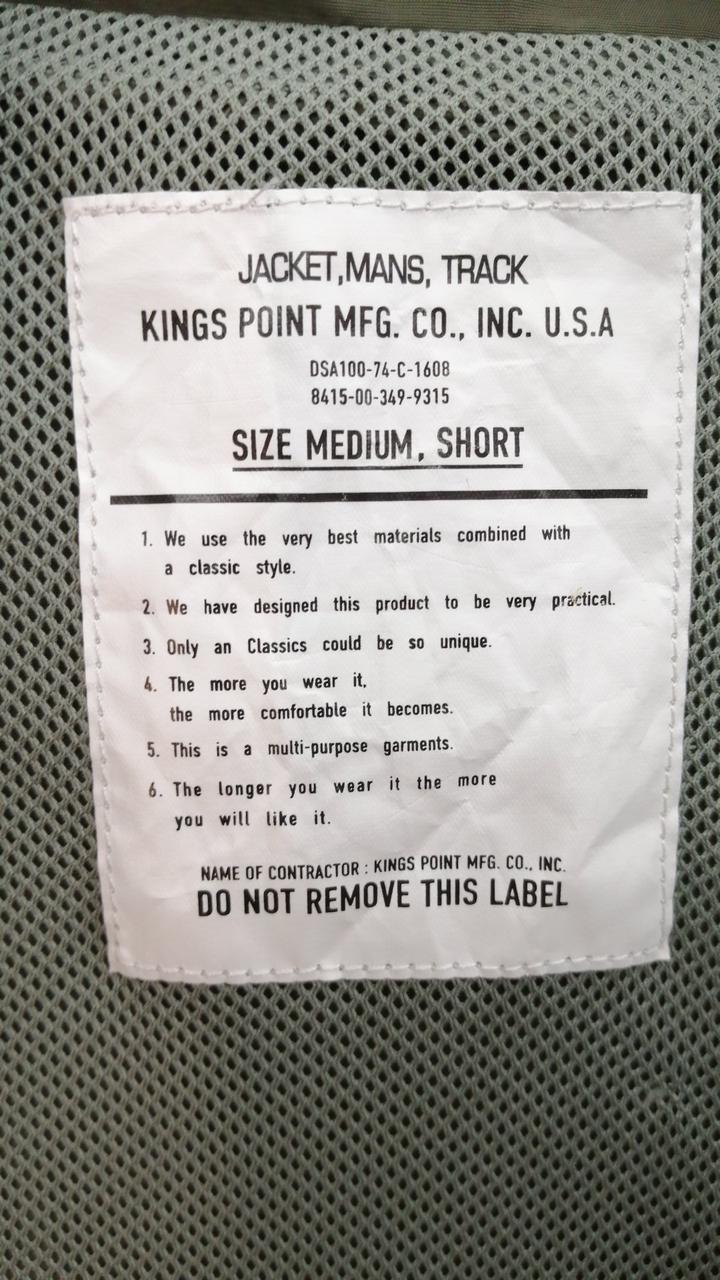 JACKET,MANS, TRACK
KINGS POINT MFG. CO., INC. U.S.A
DSA100-74-C-1608
8415-00-349-9315
SIZE MEDIUM, SHORT
1. We use the very best materials combined with
a classic style.
2. We have designed this product to be very practical.
3. Only an Classics could be so unique.
4. The more you wear it,
the more comfortable it becomes.
5. This is a multi-purpose garments.
6. The longer you wear it the more
you will like it.
NAME OF CONTRACTOR : KINGS POINT MFG. CO., INC.
DO NOT REMOVE THIS LABEL